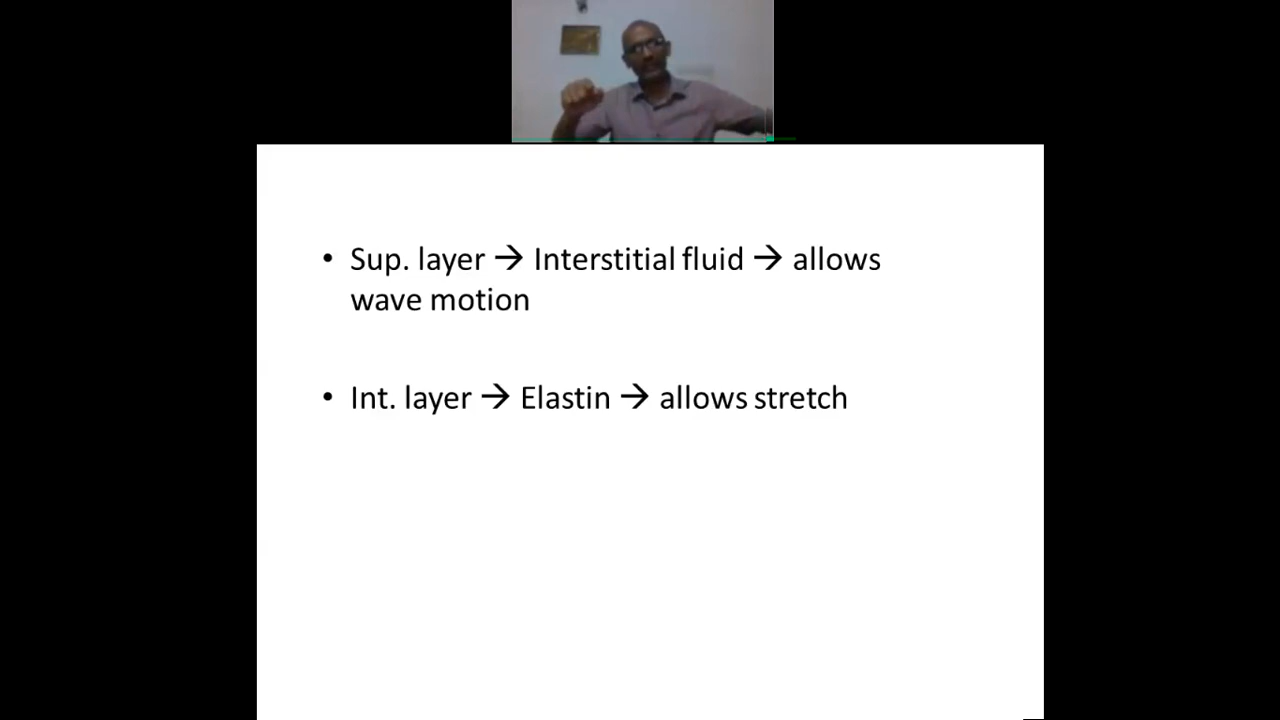 • Sup. layer → Interstitial fluid → allows
wave motion
• Int. layer → Elastin → allows stretch